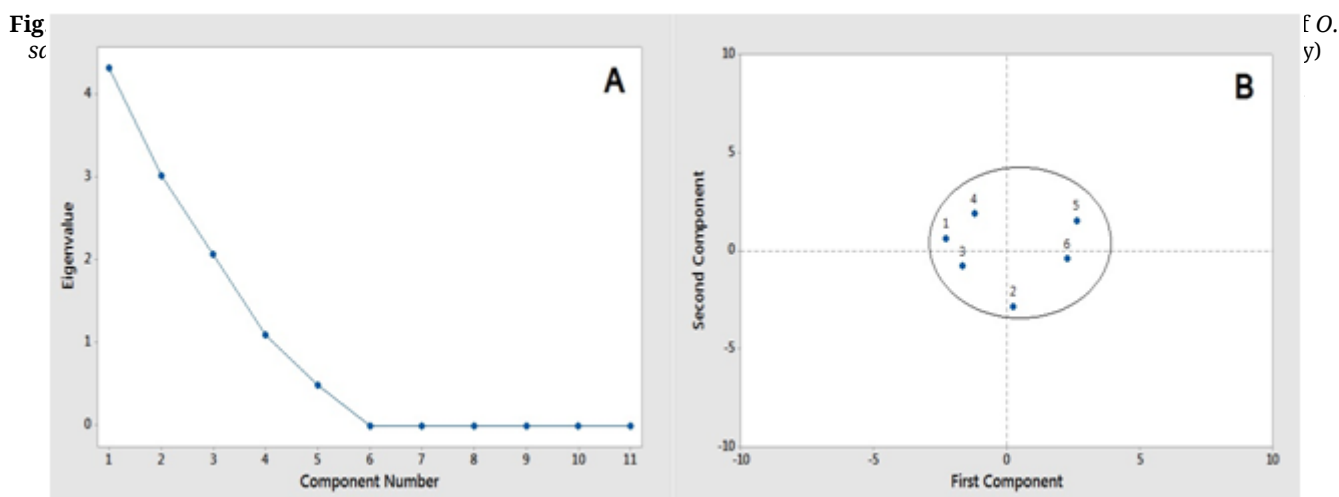 Fig.
f O.
y)
A
4
3
2
1
0
Eigenvalue
1 2 3 4 5 6 7 8 9 10 11
Component Number
B
10
5
0
-5
-10
Second Component
4
5
1
6
3
2
-10 -5 0 5 10
First Component